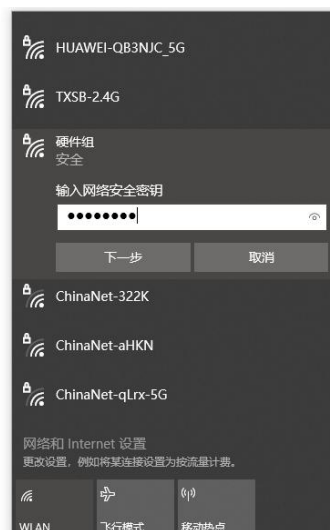 HUAWEI-QB3NJC_5G
TXSB-2.4G
硬件组
安全
输入网络安全密钥
●●●●●●●●
下一步
取消
ChinaNet-322K
ChinaNet-aHKN
ChinaNet-qLrx-5G
网络和 Internet 设置
更改设置，例如将某连接设置为按流量计费。
WLAN
飞行模式
移动热点